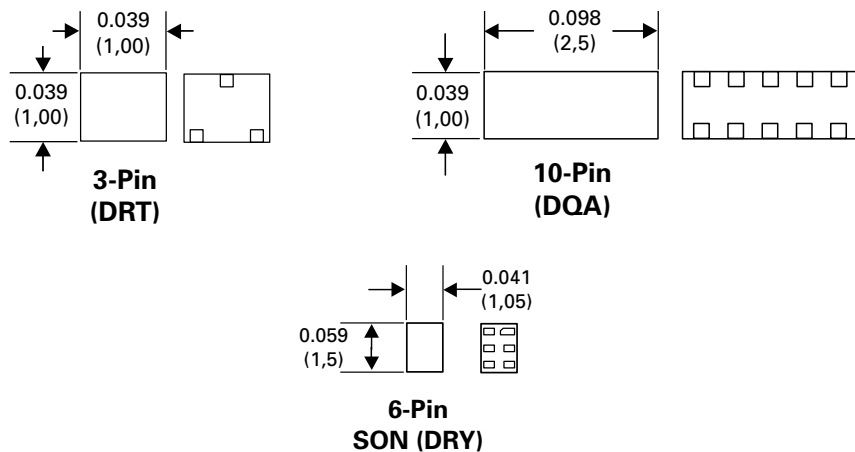 0.039
(1,00)
0.039
(1,00)
3-Pin
(DRT)
0.098
(2,5)
0.039
(1,00)
10-Pin
(DQA)
0.041
(1,05)
0.059
(1,5)
6-Pin
SON (DRY)